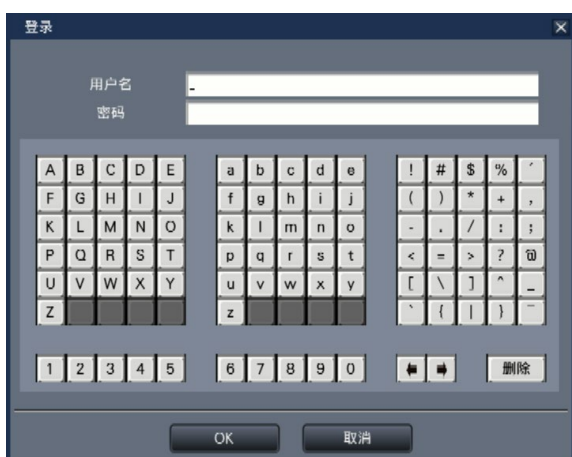 登录
用户名 _
密码
A B C D E a b c d e ! # $ % ´
F G H I J f g h i j ( ) * + ,
K L M N O k l m n o - . / : ;
P Q R S T p q r s t < = > ? @
U V W X Y u v w x y [ \ ] ^ _
Z z ` { | } ¯
1 2 3 4 5 6 7 8 9 0 删除
OK 取消